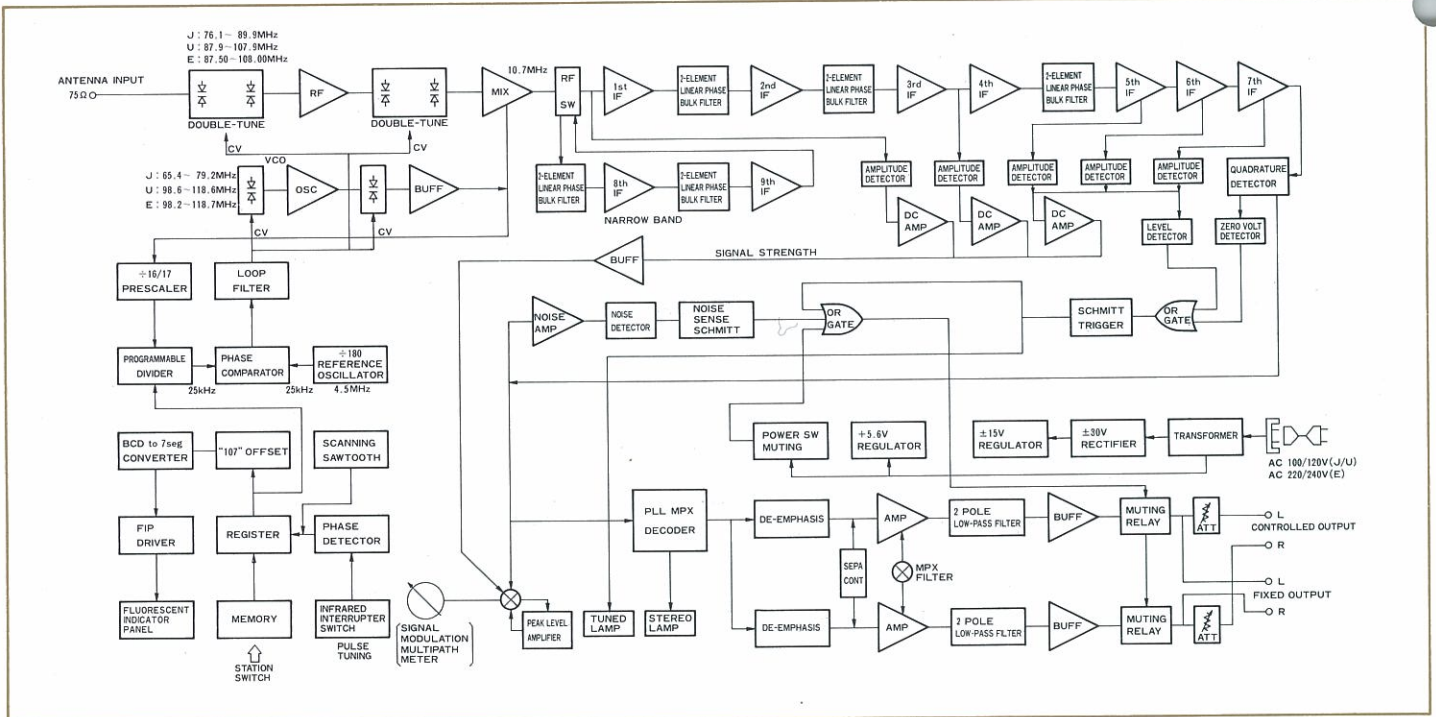 J : 76.1~ 89.9MHz
U : 87.9~107.9MHz
E : 87.50~108.00MHz
ANTENNA INPUT
75Ω
DOUBLE-TUNE
RF
DOUBLE-TUNE
MIX
10.7MHz
RF
SW
1st
IF
2-ELEMENT
LINEAR PHASE
BULK FILTER
2nd
IF
2-ELEMENT
LINEAR PHASE
BULK FILTER
3rd
IF
4th
IF
2-ELEMENT
LINEAR PHASE
BULK FILTER
5th
IF
6th
IF
7th
IF
CV
VCO
CV
J : 65.4~ 79.2MHz
U : 98.6~118.6MHz
E : 98.2~118.7MHz
OSC
BUFF
CV
CV
2-ELEMENT
LINEAR PHASE
BULK FILTER
8th
IF
2-ELEMENT
LINEAR PHASE
BULK FILTER
9th
IF
NARROW BAND
AMPLITUDE
DETECTOR
AMPLITUDE
DETECTOR
AMPLITUDE
DETECTOR
AMPLITUDE
DETECTOR
AMPLITUDE
DETECTOR
QUADRATURE
DETECTOR
DC
AMP
DC
AMP
DC
AMP
LEVEL
DETECTOR
ZERO VOLT
DETECTOR
BUFF
SIGNAL STRENGTH
÷16/17
PRESCALER
LOOP
FILTER
NOISE
AMP
NOISE
DETECTOR
NOISE
SENSE
SCHMITT
OR
GATE
SCHMITT
TRIGGER
OR
GATE
PROGRAMMABLE
DIVIDER
PHASE
COMPARATOR
÷180
REFERENCE
OSCILLATOR
25kHz
25kHz
4.5MHz
BCD to 7seg
CONVERTER
"107" OFFSET
SCANNING
SAWTOOTH
POWER SW
MUTING
+5.6V
REGULATOR
±15V
REGULATOR
±30V
RECTIFIER
TRANSFORMER
AC 100/120V(J/U)
AC 220/240V(E)
FIP
DRIVER
REGISTER
PHASE
DETECTOR
PLL MPX
DECODER
DE-EMPHASIS
AMP
2 POLE
LOW-PASS FILTER
BUFF
MUTING
RELAY
ATT
L
CONTROLLED OUTPUT
R
SEPA
CONT
MPX
FILTER
L
FIXED OUTPUT
R
FLUORESCENT
INDICATOR
PANEL
MEMORY
INFRARED
INTERRUPTER
SWITCH
PULSE
TUNING
STATION
SWITCH
SIGNAL
MODULATION
MULTIPATH
METER
PEAK LEVEL
AMPLIFIER
TUNED
LAMP
STEREO
LAMP
DE-EMPHASIS
AMP
2 POLE
LOW-PASS FILTER
BUFF
MUTING
RELAY
ATT